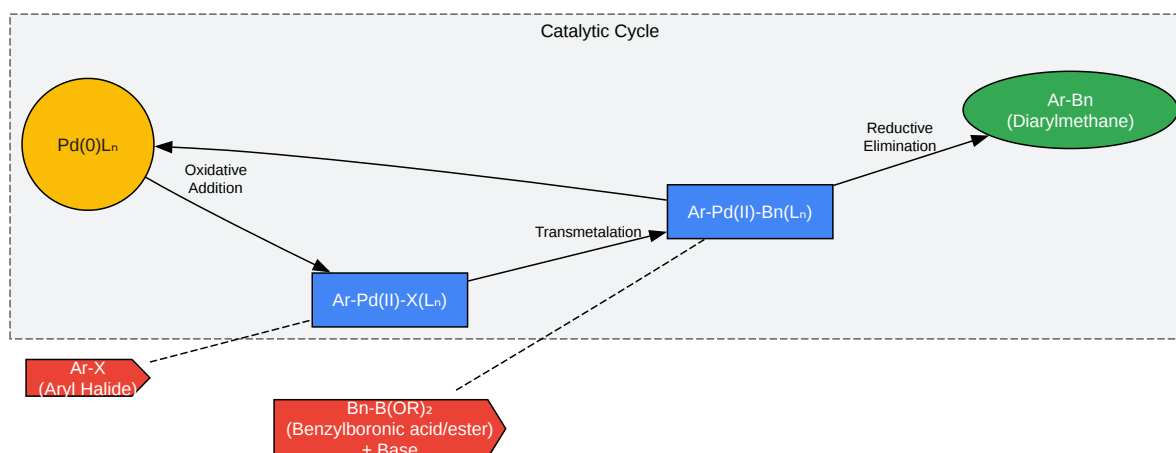 Catalytic Cycle
Pd(0)Lₙ
Oxidative
Addition
Ar-Pd(II)-X(Lₙ)
Transmetalation
Ar-Pd(II)-Bn(Lₙ)
Reductive
Elimination
Ar-Bn
(Diarylmethane)
Ar-X
(Aryl Halide)
Bn-B(OR)₂
(Benzylboronic acid/ester)
+ Base